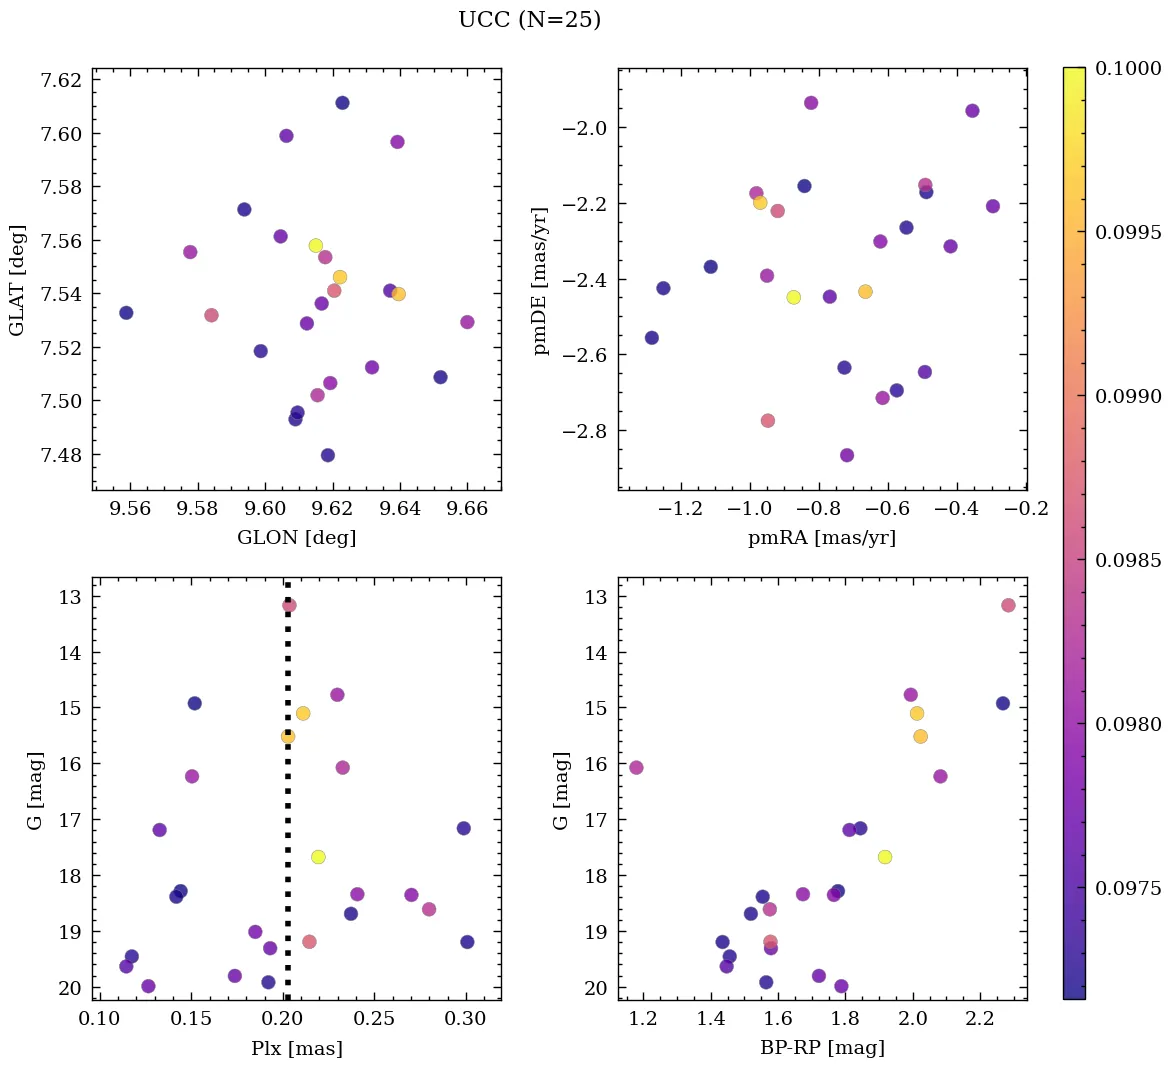 UCC (N=25)
7.62
7.60
7.58
7.56
7.54
7.52
7.50
7.48
GLAT [deg]
9.56 9.58 9.60 9.62 9.64 9.66
GLON [deg]
−2.0
−2.2
−2.4
−2.6
−2.8
pmDE [mas/yr]
−1.2 −1.0 −0.8 −0.6 −0.4 −0.2
pmRA [mas/yr]
0.1000
0.0995
0.0990
0.0985
0.0980
0.0975
13
14
15
16
17
18
19
20
G [mag]
0.10 0.15 0.20 0.25 0.30
Plx [mas]
13
14
15
16
17
18
19
20
G [mag]
1.2 1.4 1.6 1.8 2.0 2.2
BP-RP [mag]